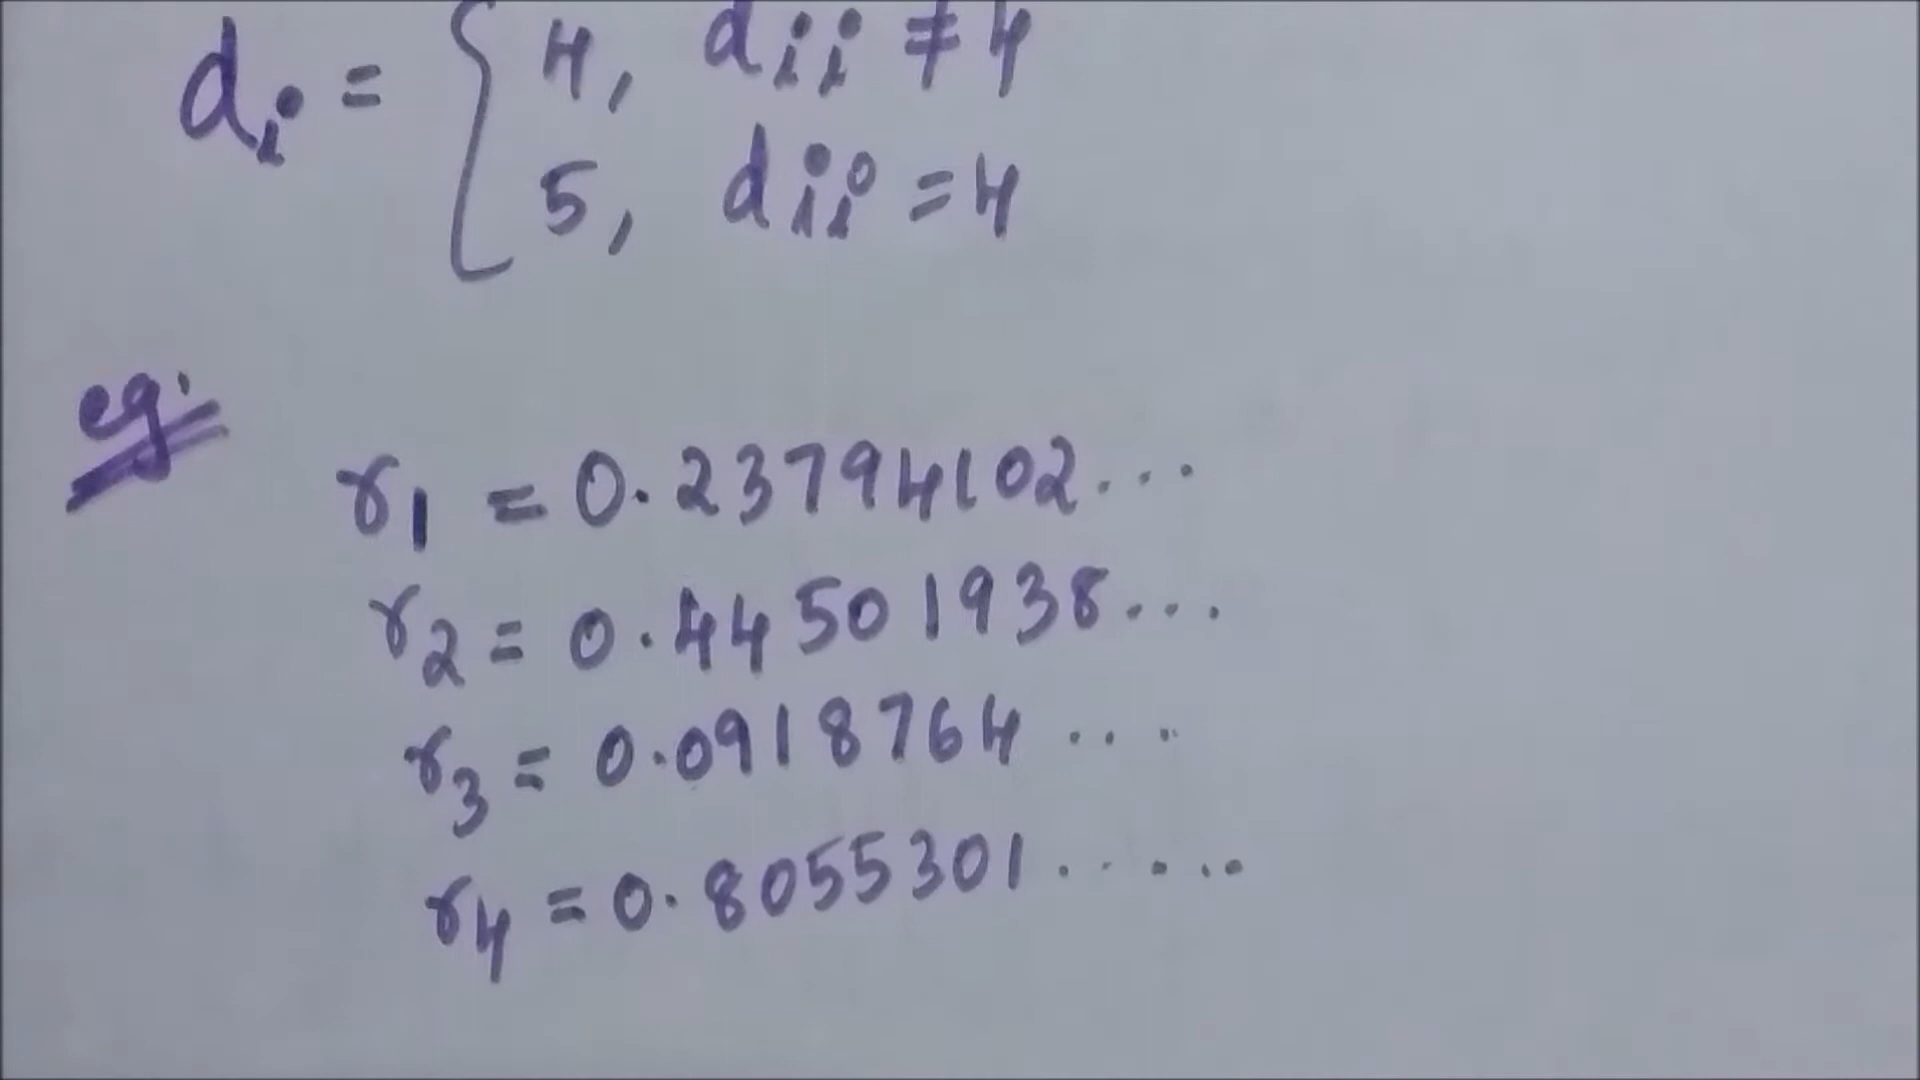 di = { 4, dii ≠ 4
5, dii = 4
eg:
r1 = 0.23794102...
r2 = 0.44501938...
r3 = 0.0918764 ...
r4 = 0.8055301.....